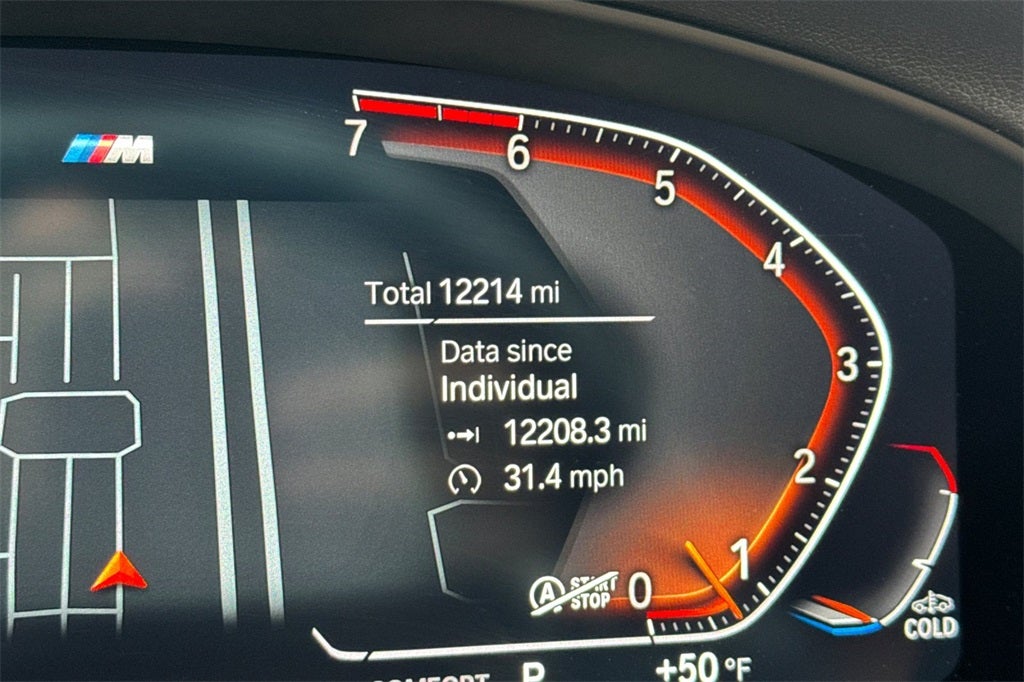 M
7
6
5
4
3
2
1
0
Total 12214 mi
Data since
Individual
12208.3 mi
31.4 mph
A START
STOP
COLD
COMFORT P +50 °F